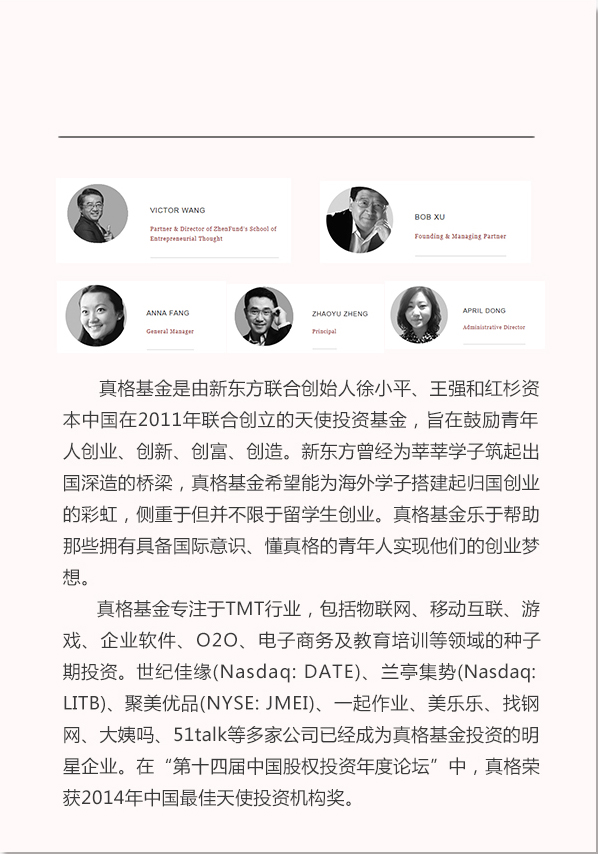 VICTOR WANG
Partner & Director of ZhenFund's School of
Entrepreneurial Thought
BOB XU
Founding & Managing Partner
ANNA FANG
General Manager
ZHAOYU ZHENG
Principal
APRIL DONG
Administrative Director
真格基金是由新东方联合创始人徐小平、王强和红杉资
本中国在2011年联合创立的天使投资基金，旨在鼓励青年
人创业、创新、创富、创造。新东方曾经为莘莘学子筑起出
国深造的桥梁，真格基金希望能为海外学子搭建起归国创业
的彩虹，侧重于但并不限于留学生创业。真格基金乐于帮助
那些拥有具备国际意识、懂真格的青年人实现他们的创业梦
想。
真格基金专注于TMT行业，包括物联网、移动互联、游
戏、企业软件、O2O、电子商务及教育培训等领域的种子
期投资。世纪佳缘(Nasdaq: DATE)、兰亭集势(Nasdaq:
LITB)、聚美优品(NYSE: JMEI)、一起作业、美乐乐、找钢
网、大姨吗、51talk等多家公司已经成为真格基金投资的明
星企业。在“第十四届中国股权投资年度论坛”中，真格荣
获2014年中国最佳天使投资机构奖。